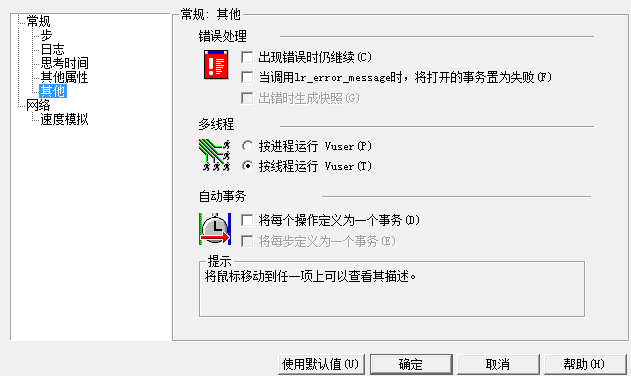 常规
步
日志
思考时间
其他属性
其他
网络
速度模拟
常规: 其他
错误处理
出现错误时仍继续(C)
当调用lr_error_message时，将打开的事务置为失败(F)
出错时生成快照(G)
多线程
按进程运行 Vuser(P)
按线程运行 Vuser(T)
自动事务
将每个操作定义为一个事务(D)
将每步定义为一个事务(E)
提示
将鼠标移动到任一项上可以查看其描述。
使用默认值(U)
确定
取消
帮助(H)